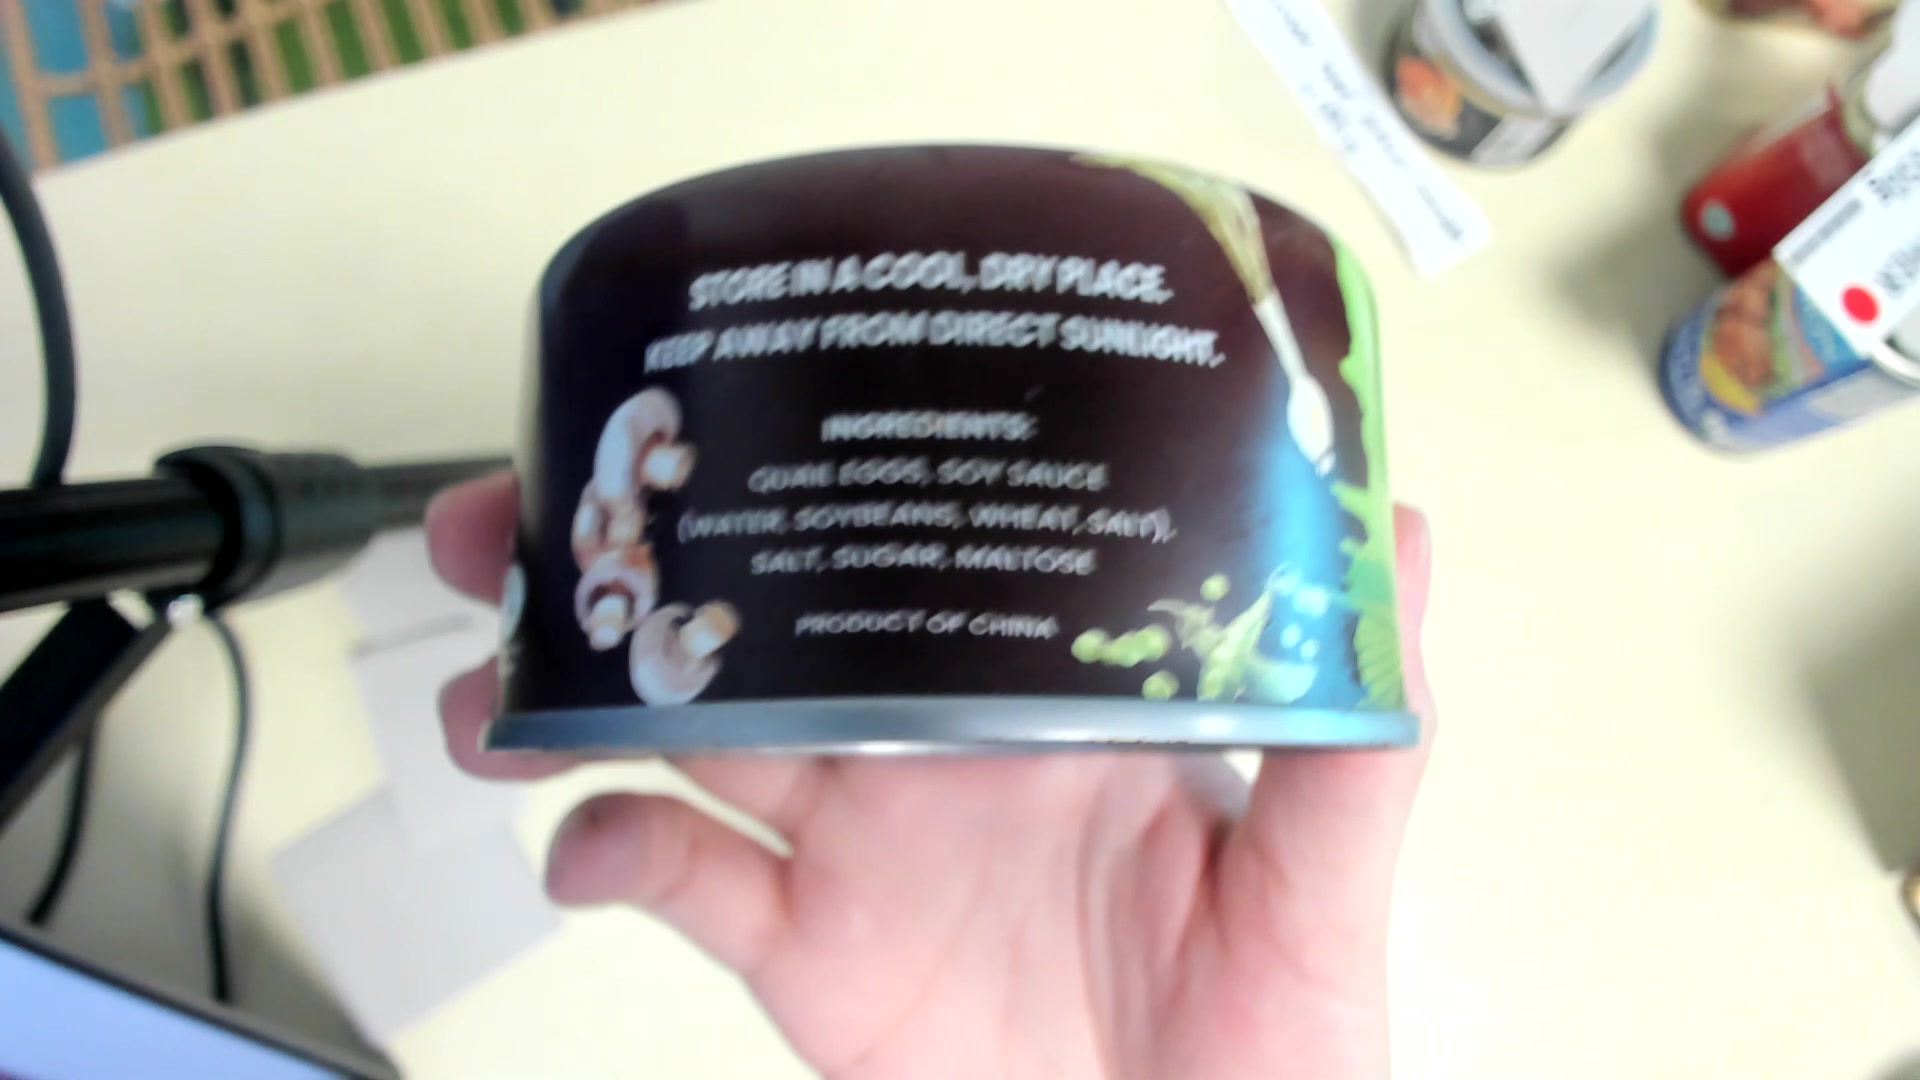 STORE IN A COOL, DRY PLACE.
KEEP AWAY FROM DIRECT SUNLIGHT.
INGREDIENTS:
QUAIL EGGS, SOY SAUCE
(WATER, SOYBEANS, WHEAT, SALT),
SALT, SUGAR, MALTOSE
PRODUCT OF CHINA